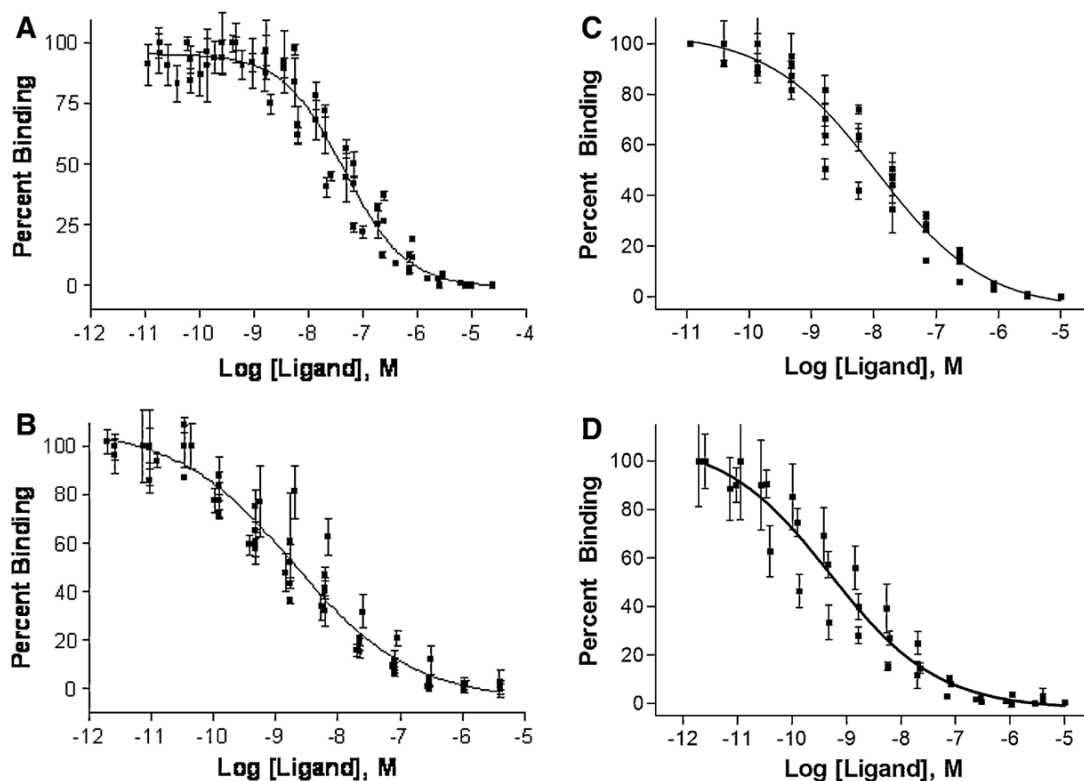 A
100
75
50
25
0
Percent Binding
-12 -11 -10 -9 -8 -7 -6 -5 -4
Log [Ligand], M
C
100
80
60
40
20
0
Percent Binding
-11 -10 -9 -8 -7 -6 -5
Log [Ligand], M
B
100
80
60
40
20
0
Percent Binding
-12 -11 -10 -9 -8 -7 -6 -5
Log [Ligand], M
D
100
80
60
40
20
0
Percent Binding
-12 -11 -10 -9 -8 -7 -6 -5
Log [Ligand], M